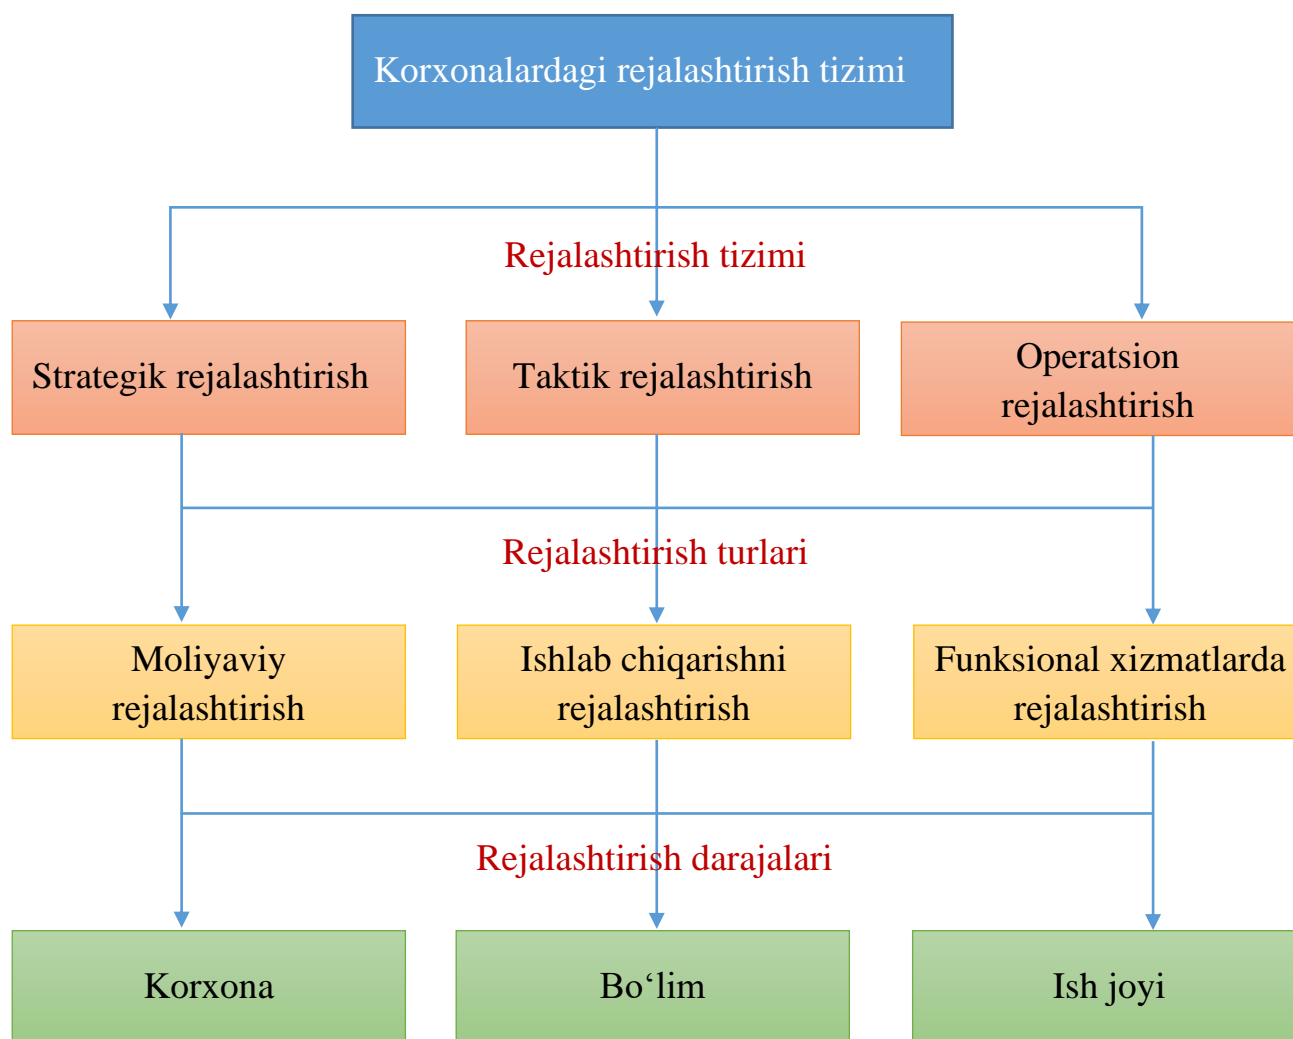 Korxonalardagi rejalashtirish tizimi
Rejalashtirish tizimi
Strategik rejalashtirish
Taktik rejalashtirish
Operatsion
rejalashtirish
Rejalashtirish turlari
Moliyaviy
rejalashtirish
Ishlab chiqarishni
rejalashtirish
Funksional xizmatlarda
rejalashtirish
Rejalashtirish darajalari
Korxona
Bo‘lim
Ish joyi